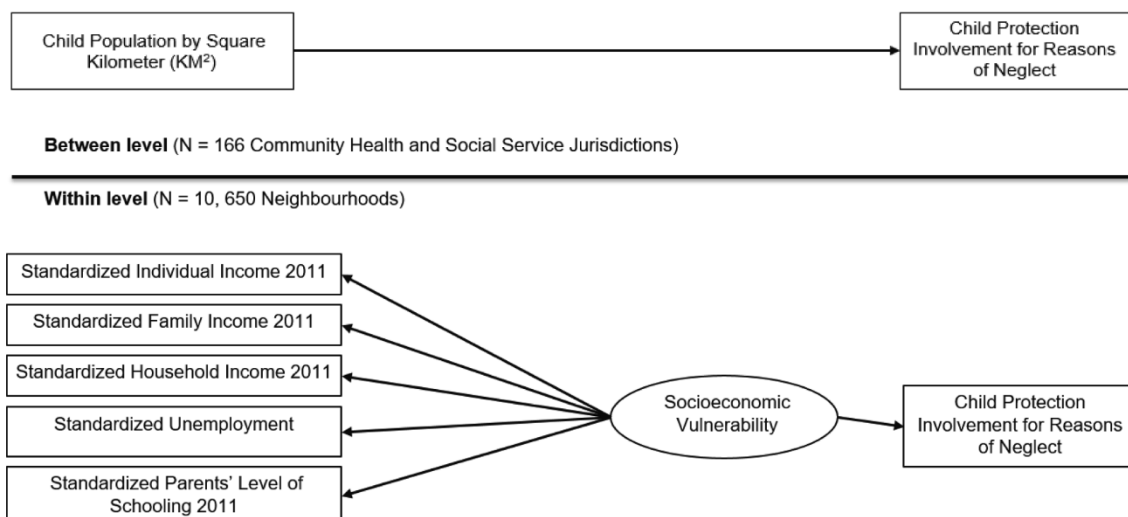 Child Population by Square
Kilometer (KM²)
Child Protection
Involvement for Reasons
of Neglect
Between level (N = 166 Community Health and Social Service Jurisdictions)
Within level (N = 10, 650 Neighbourhoods)
Standardized Individual Income 2011
Standardized Family Income 2011
Standardized Household Income 2011
Standardized Unemployment
Standardized Parents' Level of
Schooling 2011
Socioeconomic
Vulnerability
Child Protection
Involvement for Reasons
of Neglect